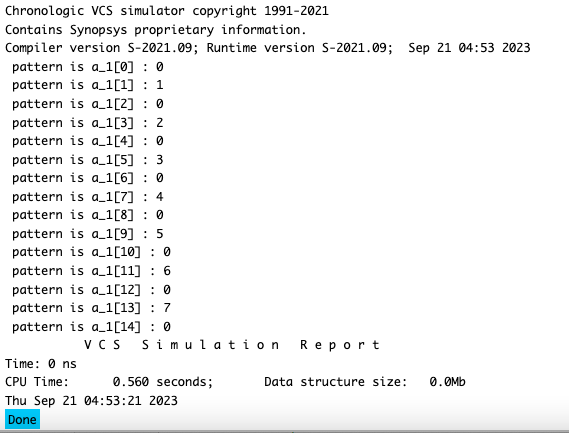 Chronologic VCS simulator copyright 1991-2021
Contains Synopsys proprietary information.
Compiler version S-2021.09; Runtime version S-2021.09;  Sep 21 04:53 2023
 pattern is a_1[0] : 0
 pattern is a_1[1] : 1
 pattern is a_1[2] : 0
 pattern is a_1[3] : 2
 pattern is a_1[4] : 0
 pattern is a_1[5] : 3
 pattern is a_1[6] : 0
 pattern is a_1[7] : 4
 pattern is a_1[8] : 0
 pattern is a_1[9] : 5
 pattern is a_1[10] : 0
 pattern is a_1[11] : 6
 pattern is a_1[12] : 0
 pattern is a_1[13] : 7
 pattern is a_1[14] : 0
           V C S   S i m u l a t i o n   R e p o r t
Time: 0 ns
CPU Time:      0.560 seconds;       Data structure size:   0.0Mb
Thu Sep 21 04:53:21 2023
Done